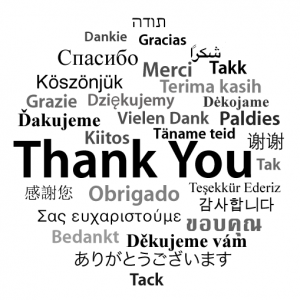 תודה
Dankie Gracias شكراً
Спасибо Merci Takk
Köszönjük Terima kasih
Grazie Dziękujemy Dėkojame
Ďakujeme Vielen Dank Paldies
Kiitos Täname teid 谢谢
Thank You Tak
感謝您 Obrigado Teşekkür Ederiz
감사합니다
Σας ευχαριστούμε ขอบคุณ
Bedankt Děkujeme vám
ありがとうございます
Tack